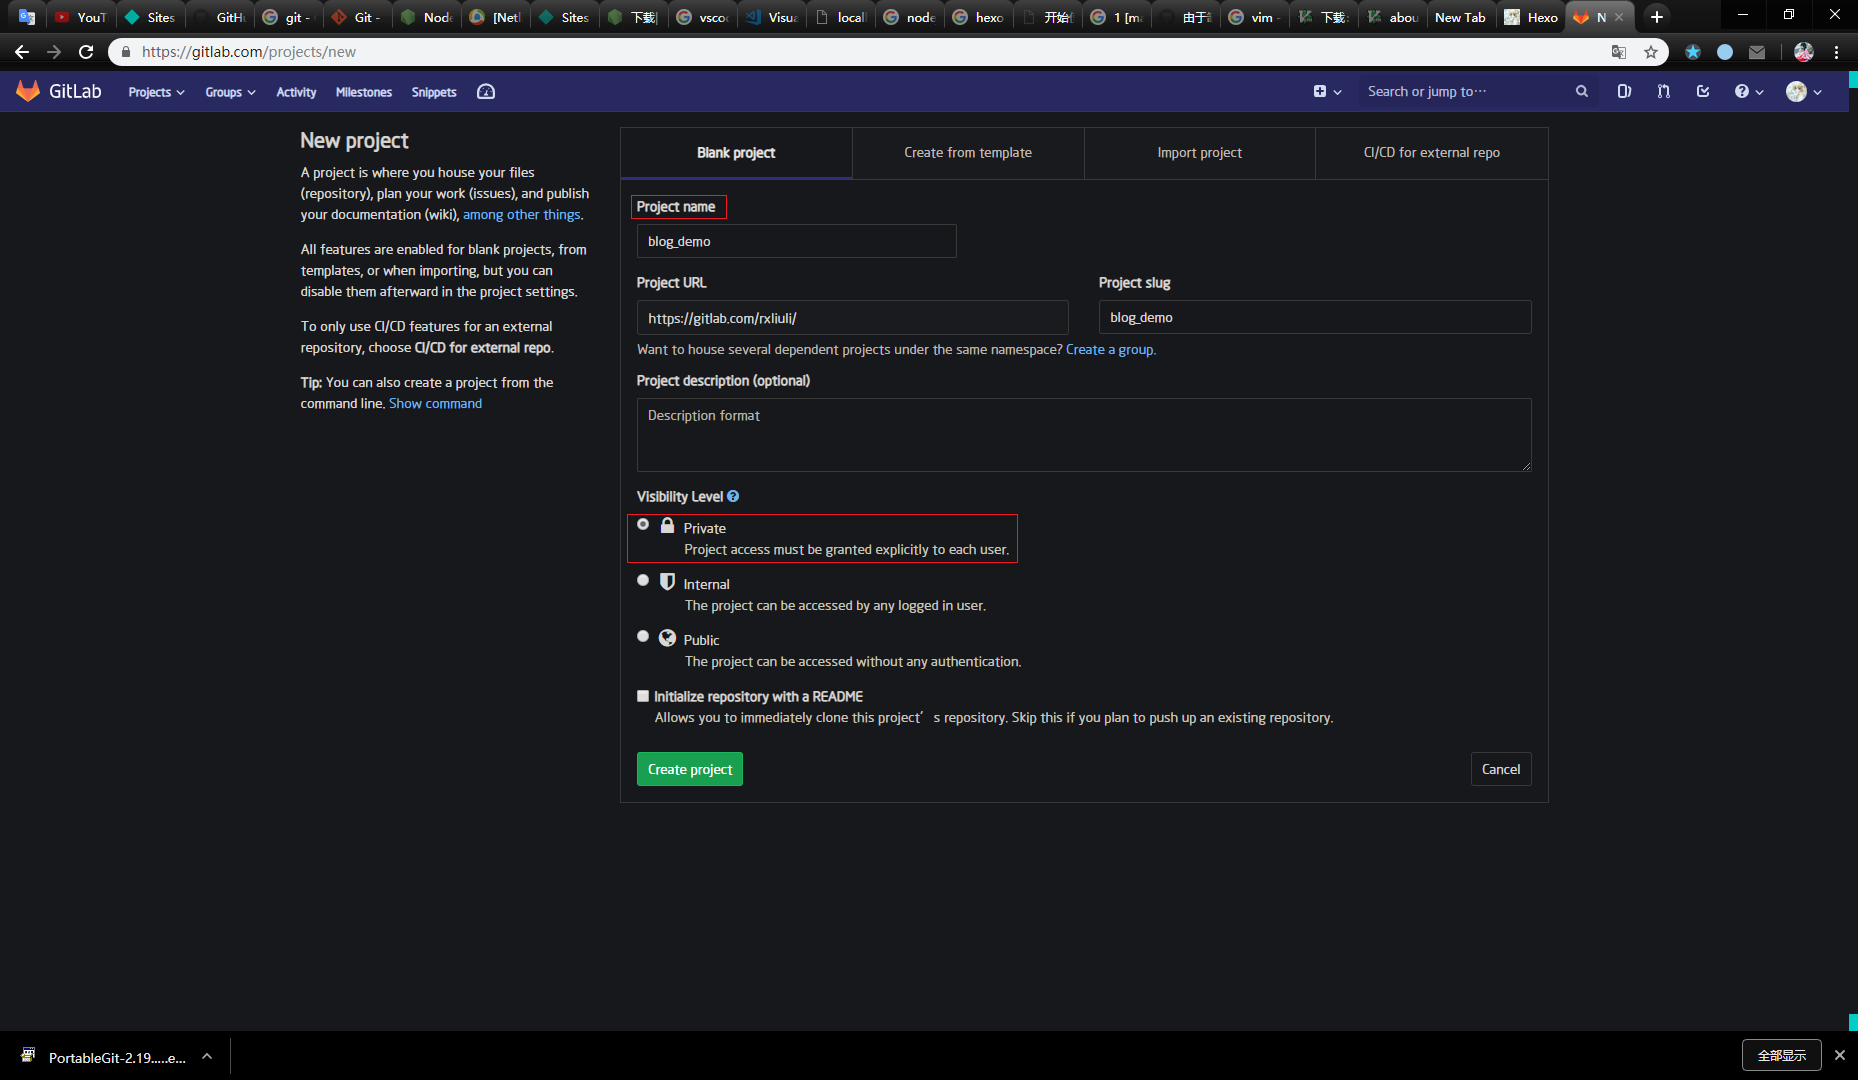 YouT
Sites
GitHu
git -
Git -
Node
[Netl
Sites
下载|
vsco
Visua
locall
node
hexo
开始
1 [ma
由于
vim -
下载
abou
New Tab
Hexo
N
https://gitlab.com/projects/new
GitLab
Projects
Groups
Activity
Milestones
Snippets
Search or jump to…
New project
A project is where you house your files
(repository), plan your work (issues), and publish
your documentation (wiki), among other things.
All features are enabled for blank projects, from
templates, or when importing, but you can
disable them afterward in the project settings.
To only use CI/CD features for an external
repository, choose CI/CD for external repo.
Tip: You can also create a project from the
command line. Show command
Blank project
Create from template
Import project
CI/CD for external repo
Project name
blog_demo
Project URL
Project slug
https://gitlab.com/rxliuli/
blog_demo
Want to house several dependent projects under the same namespace? Create a group.
Project description (optional)
Description format
Visibility Level
Private
Project access must be granted explicitly to each user.
Internal
The project can be accessed by any logged in user.
Public
The project can be accessed without any authentication.
Initialize repository with a README
Allows you to immediately clone this project’s repository. Skip this if you plan to push up an existing repository.
Create project
Cancel
PortableGit-2.19.....e...
全部显示